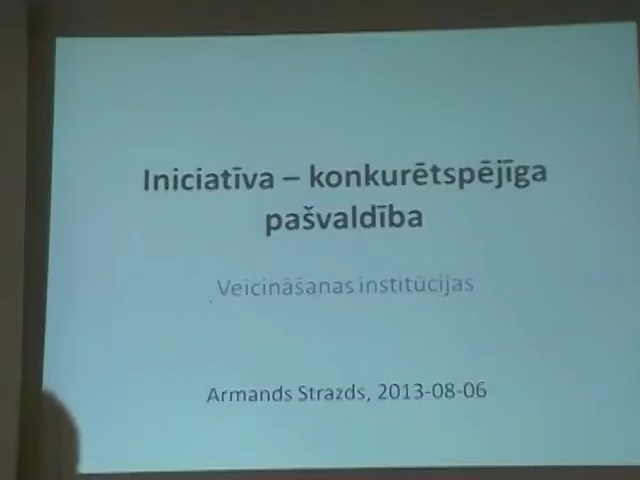 Iniciatīva – konkurētspējīga
pašvaldība
Veicināšanas institūcijas
Armands Strazds, 2013-08-06